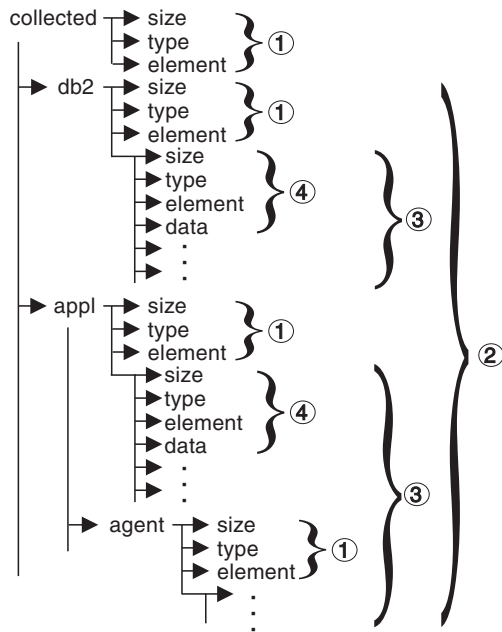 collected size
type
element ①
db2 size
type
element ①
size
type
element
data ④
③
appl size
type
element ①
②
size
type
element
data ④
③
agent size
type
element ①